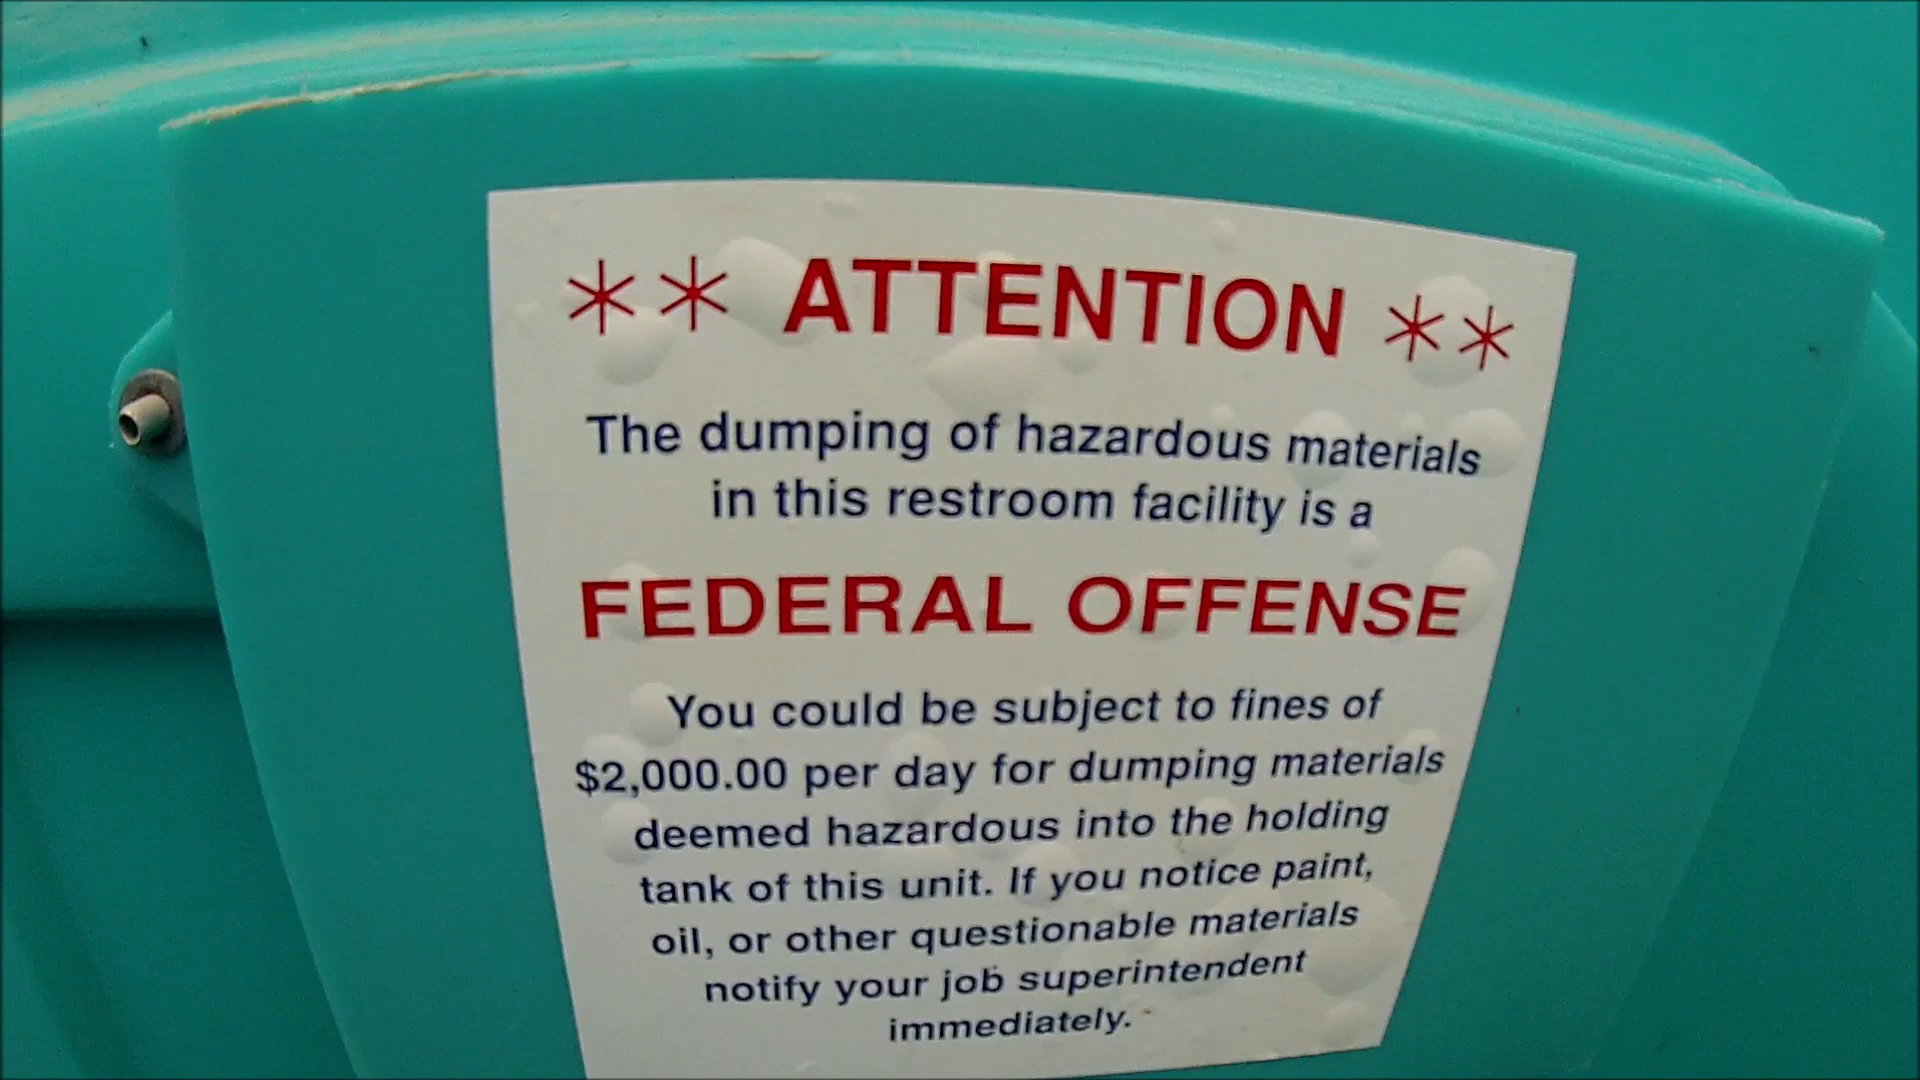 ** ATTENTION **
The dumping of hazardous materials
in this restroom facility is a
FEDERAL OFFENSE
You could be subject to fines of
$2,000.00 per day for dumping materials
deemed hazardous into the holding
tank of this unit. If you notice paint,
oil, or other questionable materials
notify your job superintendent
immediately.